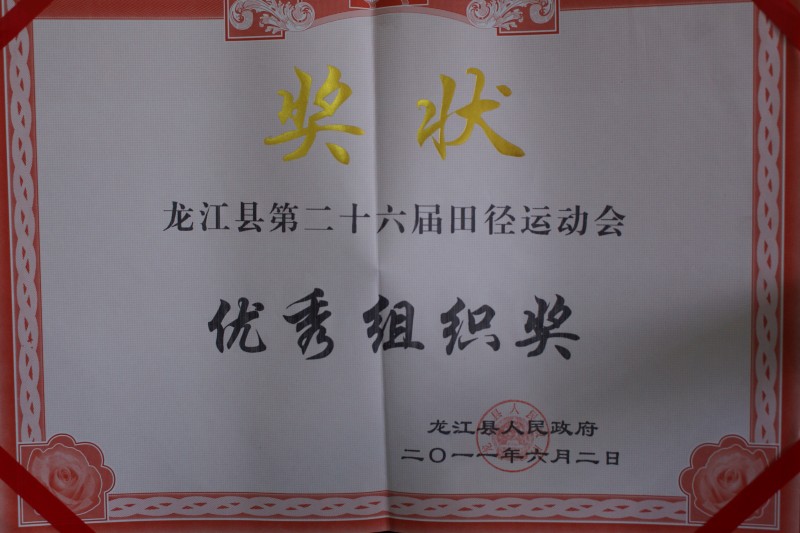 奖状
龙江县第二十六届田径运动会
优秀组织奖
龙江县人民政府
二〇一一年六月二日